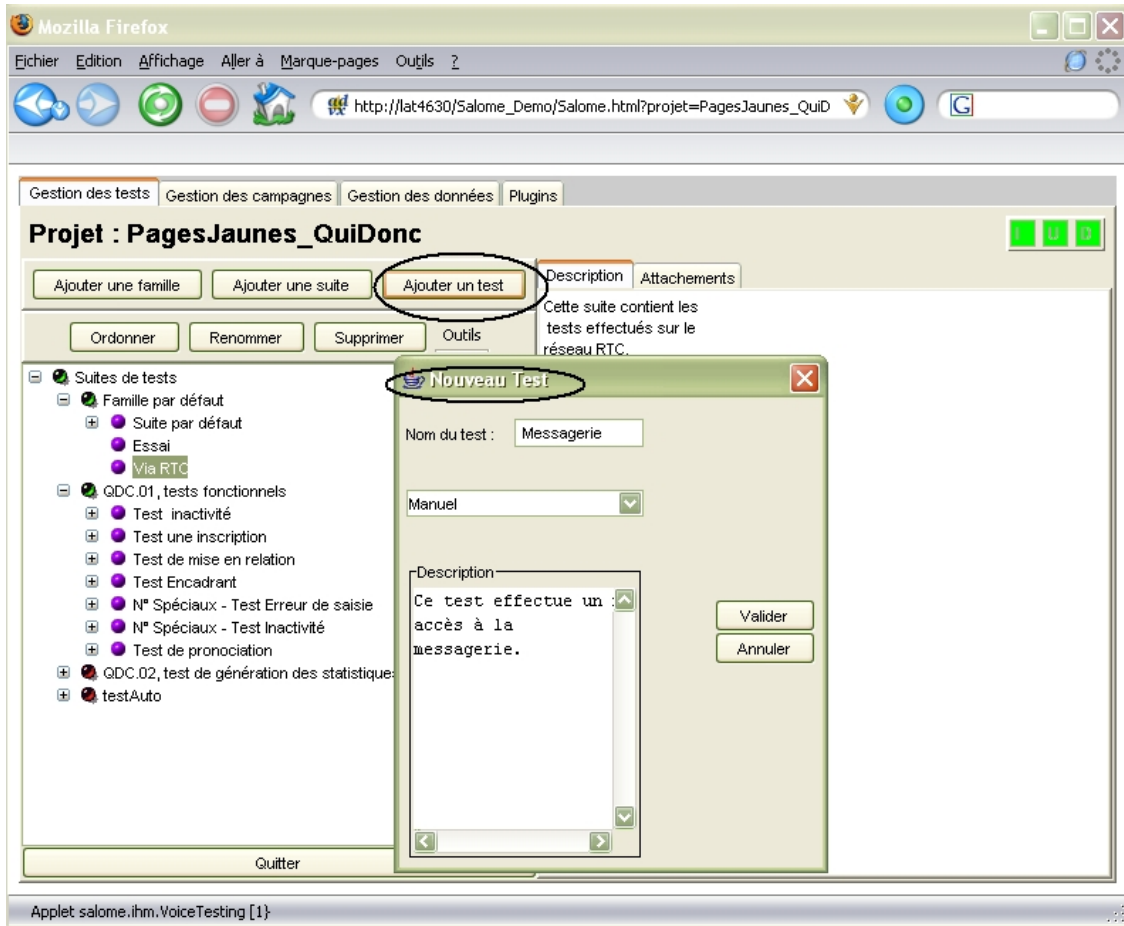 Mozilla Firefox
Fichier Edition Affichage Aller à Marque-pages Outils ?
http://lat4630/Salome_Demo/Salome.html?projet=PagesJaunes_QuiD
G
Gestion des tests Gestion des campagnes Gestion des données Plugins
Projet : PagesJaunes_QuiDonc
I U D
Ajouter une famille Ajouter une suite Ajouter un test
Description Attachements
Cette suite contient les
tests effectués sur le
réseau RTC.
Ordonner Renommer Supprimer Outils
Suites de tests
Famille par défaut
Suite par défaut
Essai
Via RTC
QDC.01, tests fonctionnels
Test inactivité
Test une inscription
Test de mise en relation
Test Encadrant
N° Spéciaux - Test Erreur de saisie
N° Spéciaux - Test Inactivité
Test de pronociation
QDC.02, test de génération des statistiques
testAuto
Quitter
Nouveau Test
Nom du test : Messagerie
Manuel
Description
Ce test effectue un
accès à la
messagerie.
Valider
Annuler
Applet salome.ihm.VoiceTesting [1}